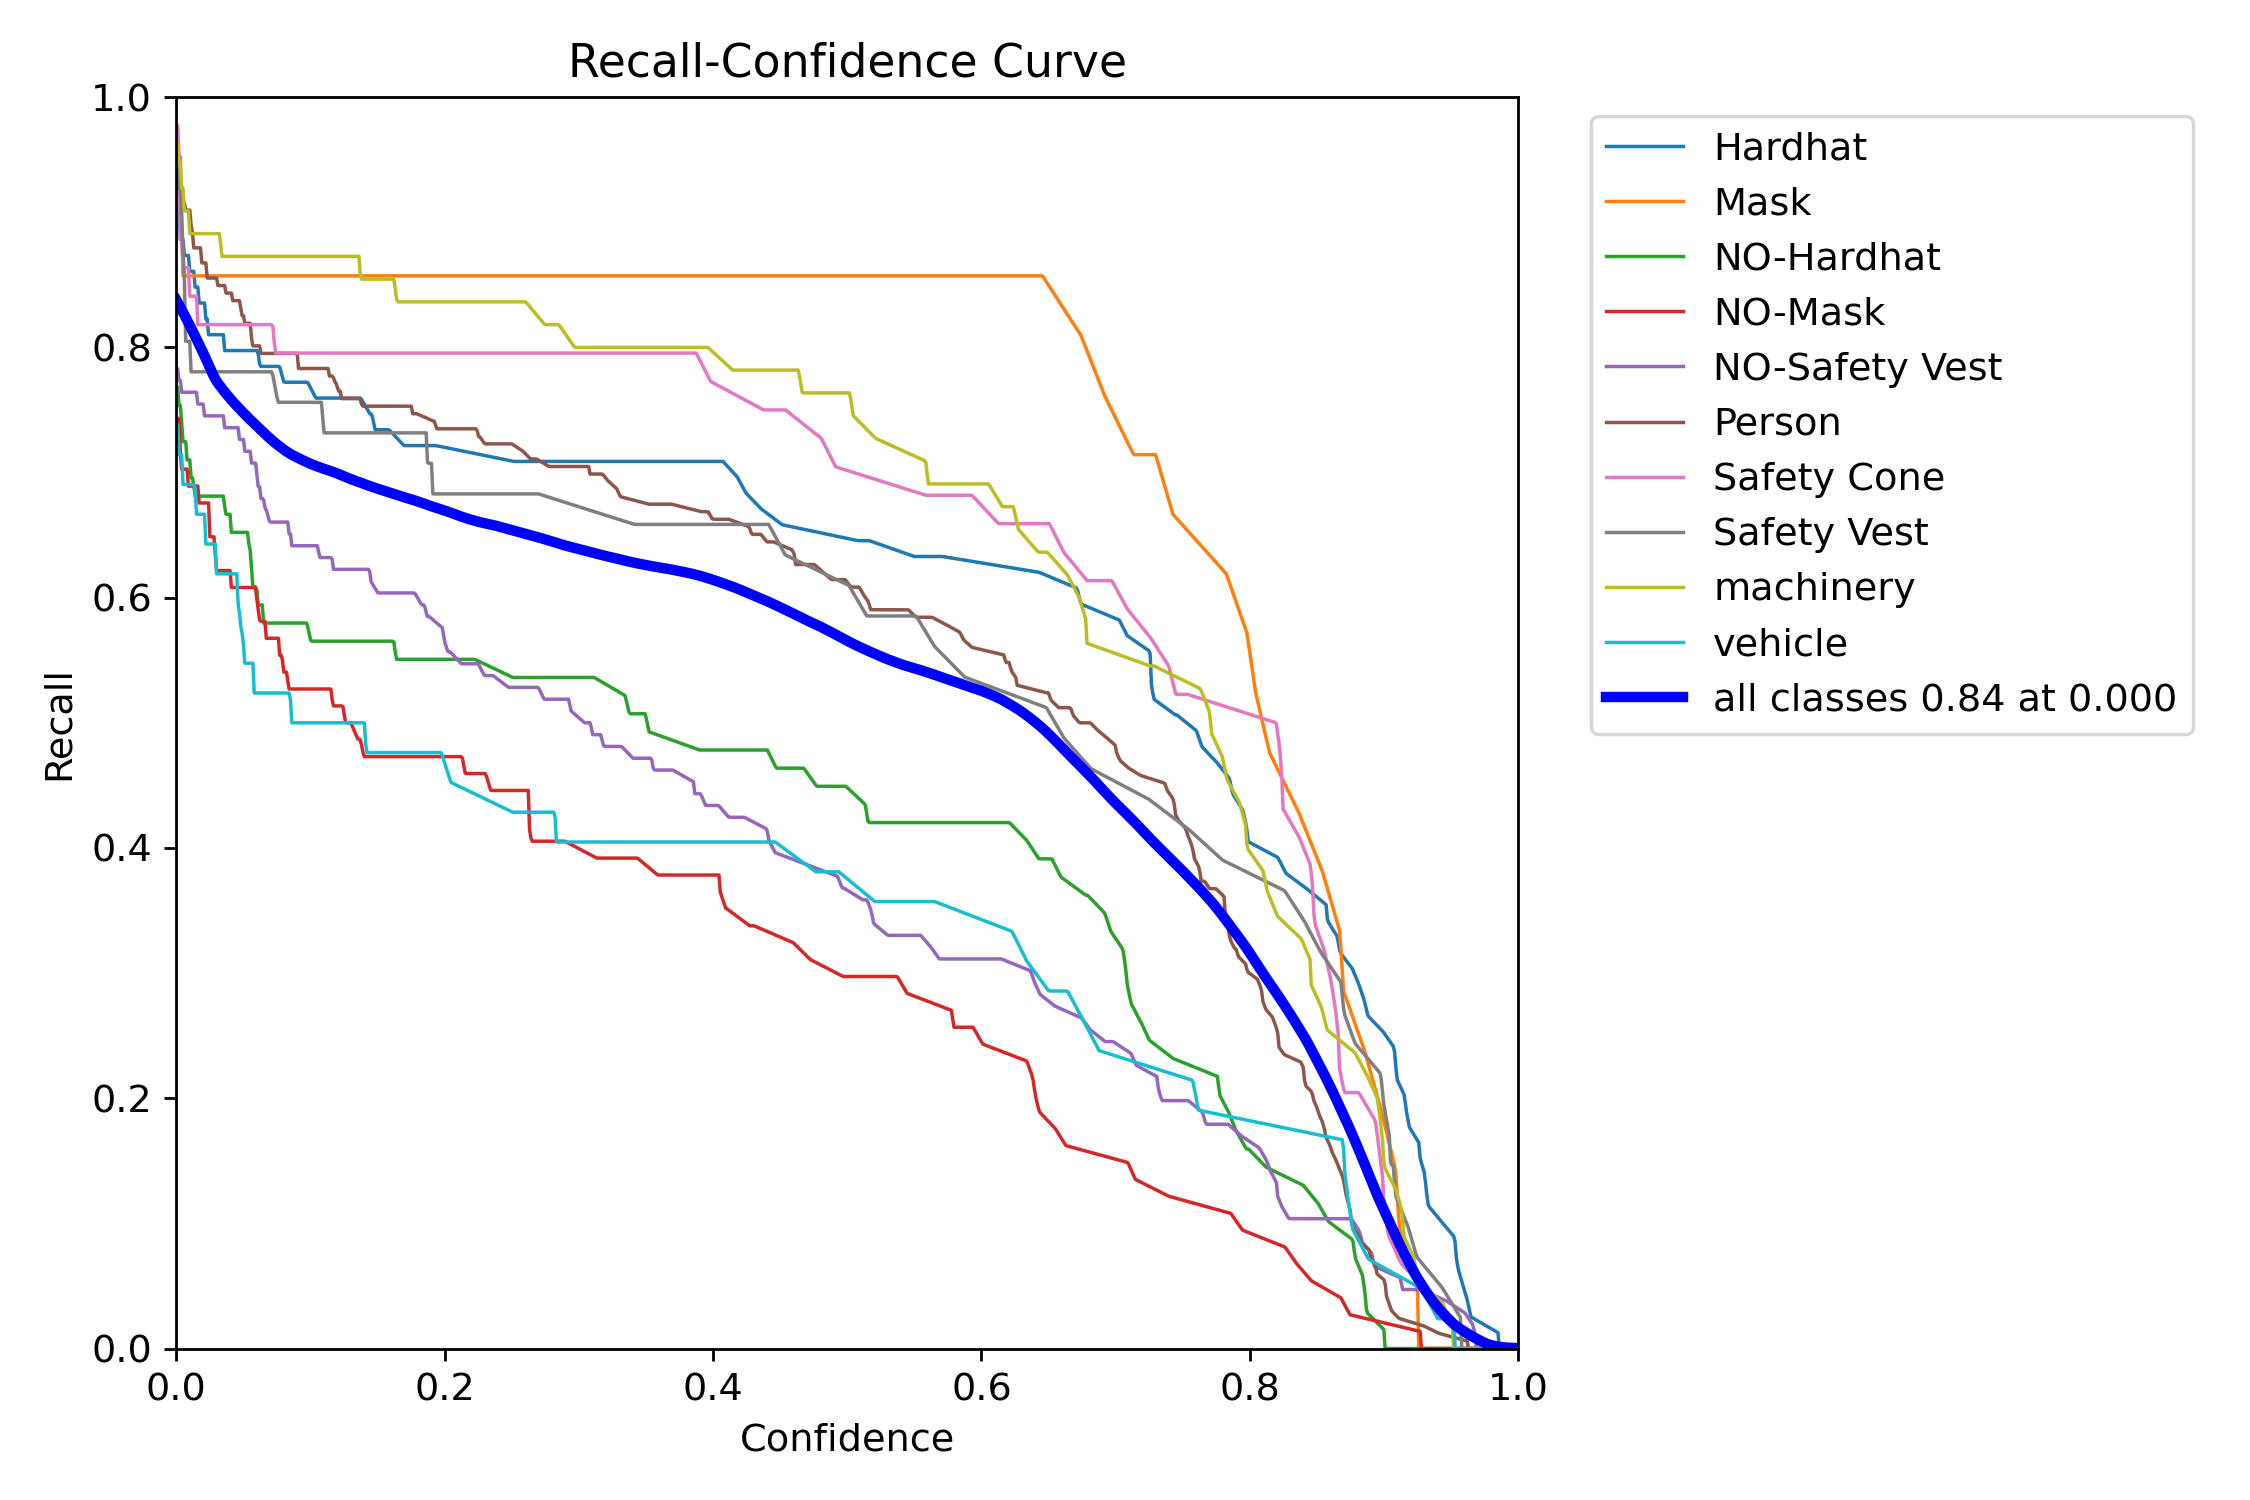 Recall-Confidence Curve
1.0
0.8
0.6
0.4
0.2
0.0
Recall
0.0 0.2 0.4 0.6 0.8 1.0
Confidence
Hardhat
Mask
NO-Hardhat
NO-Mask
NO-Safety Vest
Person
Safety Cone
Safety Vest
machinery
vehicle
all classes 0.84 at 0.000